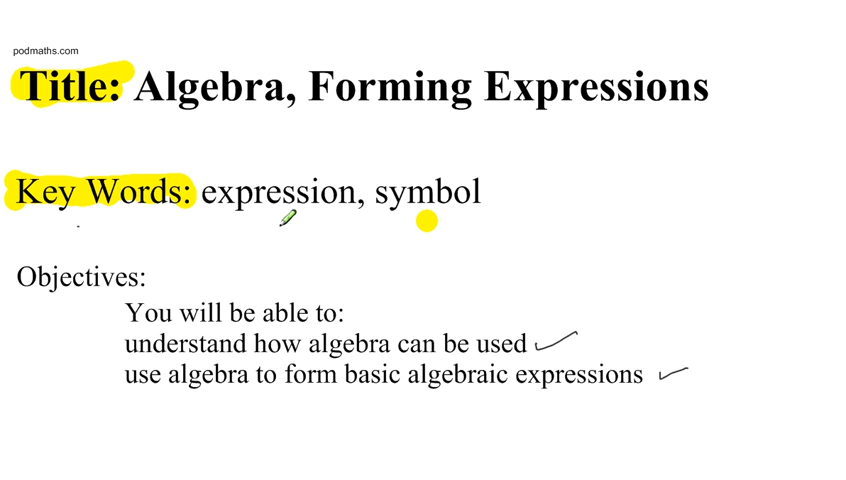 podmaths.com
Title: Algebra, Forming Expressions
Key Words: expression, symbol
Objectives:
You will be able to:
understand how algebra can be used
use algebra to form basic algebraic expressions